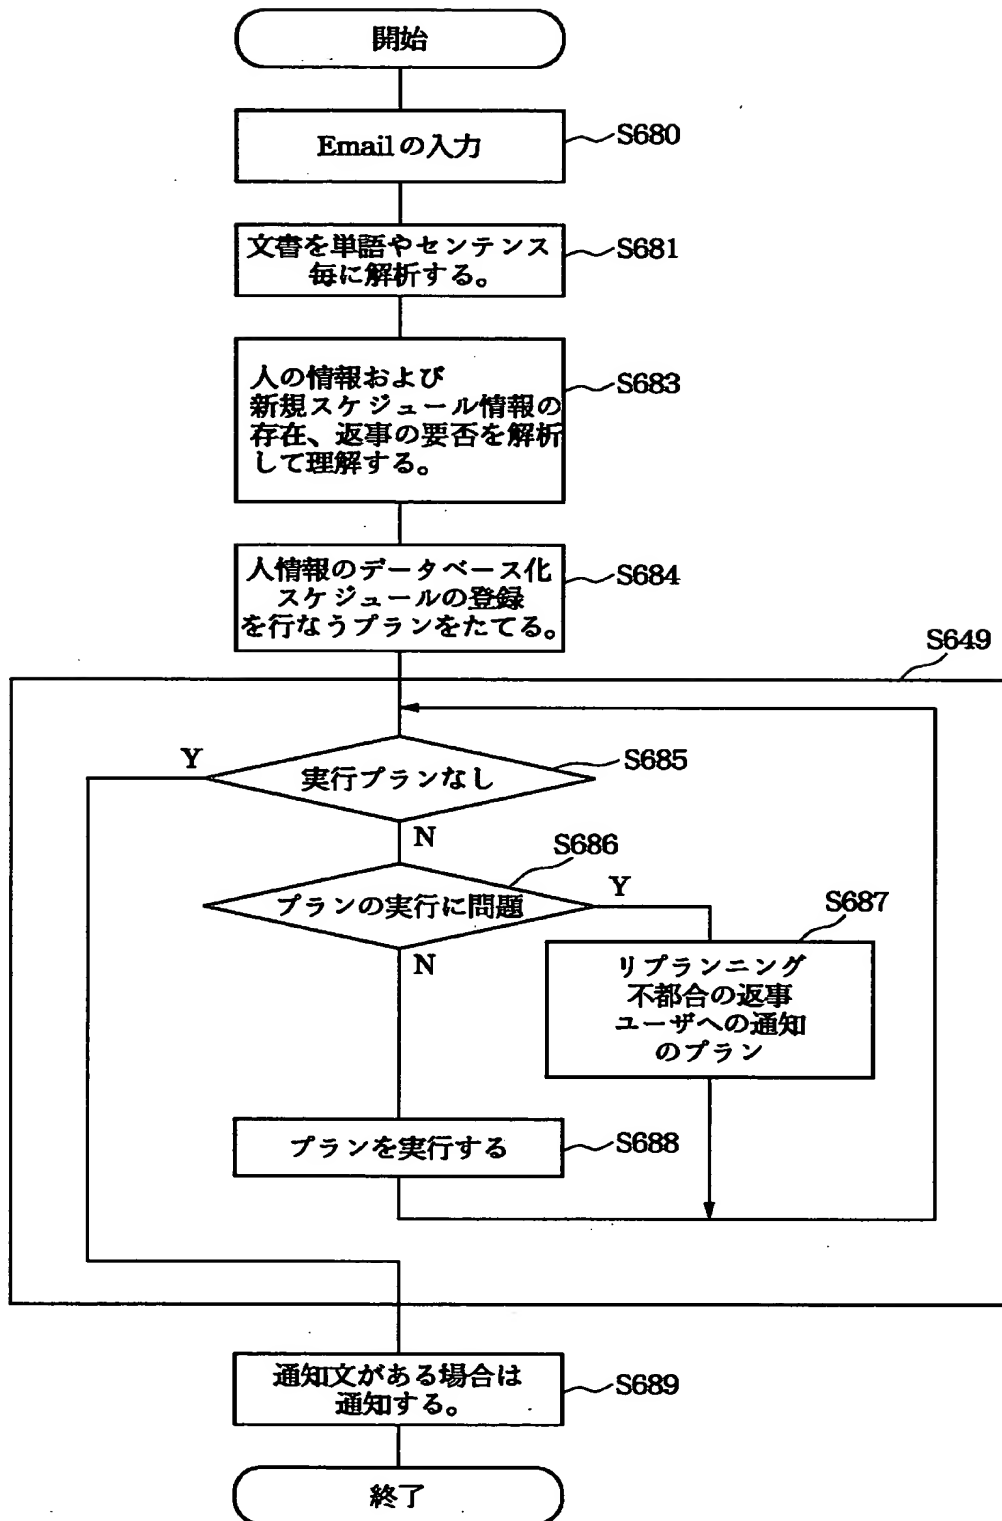 開始
Emailの入力
S680
文書を単語やセンテンス
毎に解析する。
S681
人の情報および
新規スケジュール情報の
存在、返事の要否を解析
して理解する。
S683
人情報のデータベース化
スケジュールの登録
を行なうプランをたてる。
S684
S649
実行プランなし
S685
Y
N
プランの実行に問題
S686
Y
N
リプランニング
不都合の返事
ユーザへの通知
のプラン
S687
プランを実行する
S688
通知文がある場合は
通知する。
S689
終了